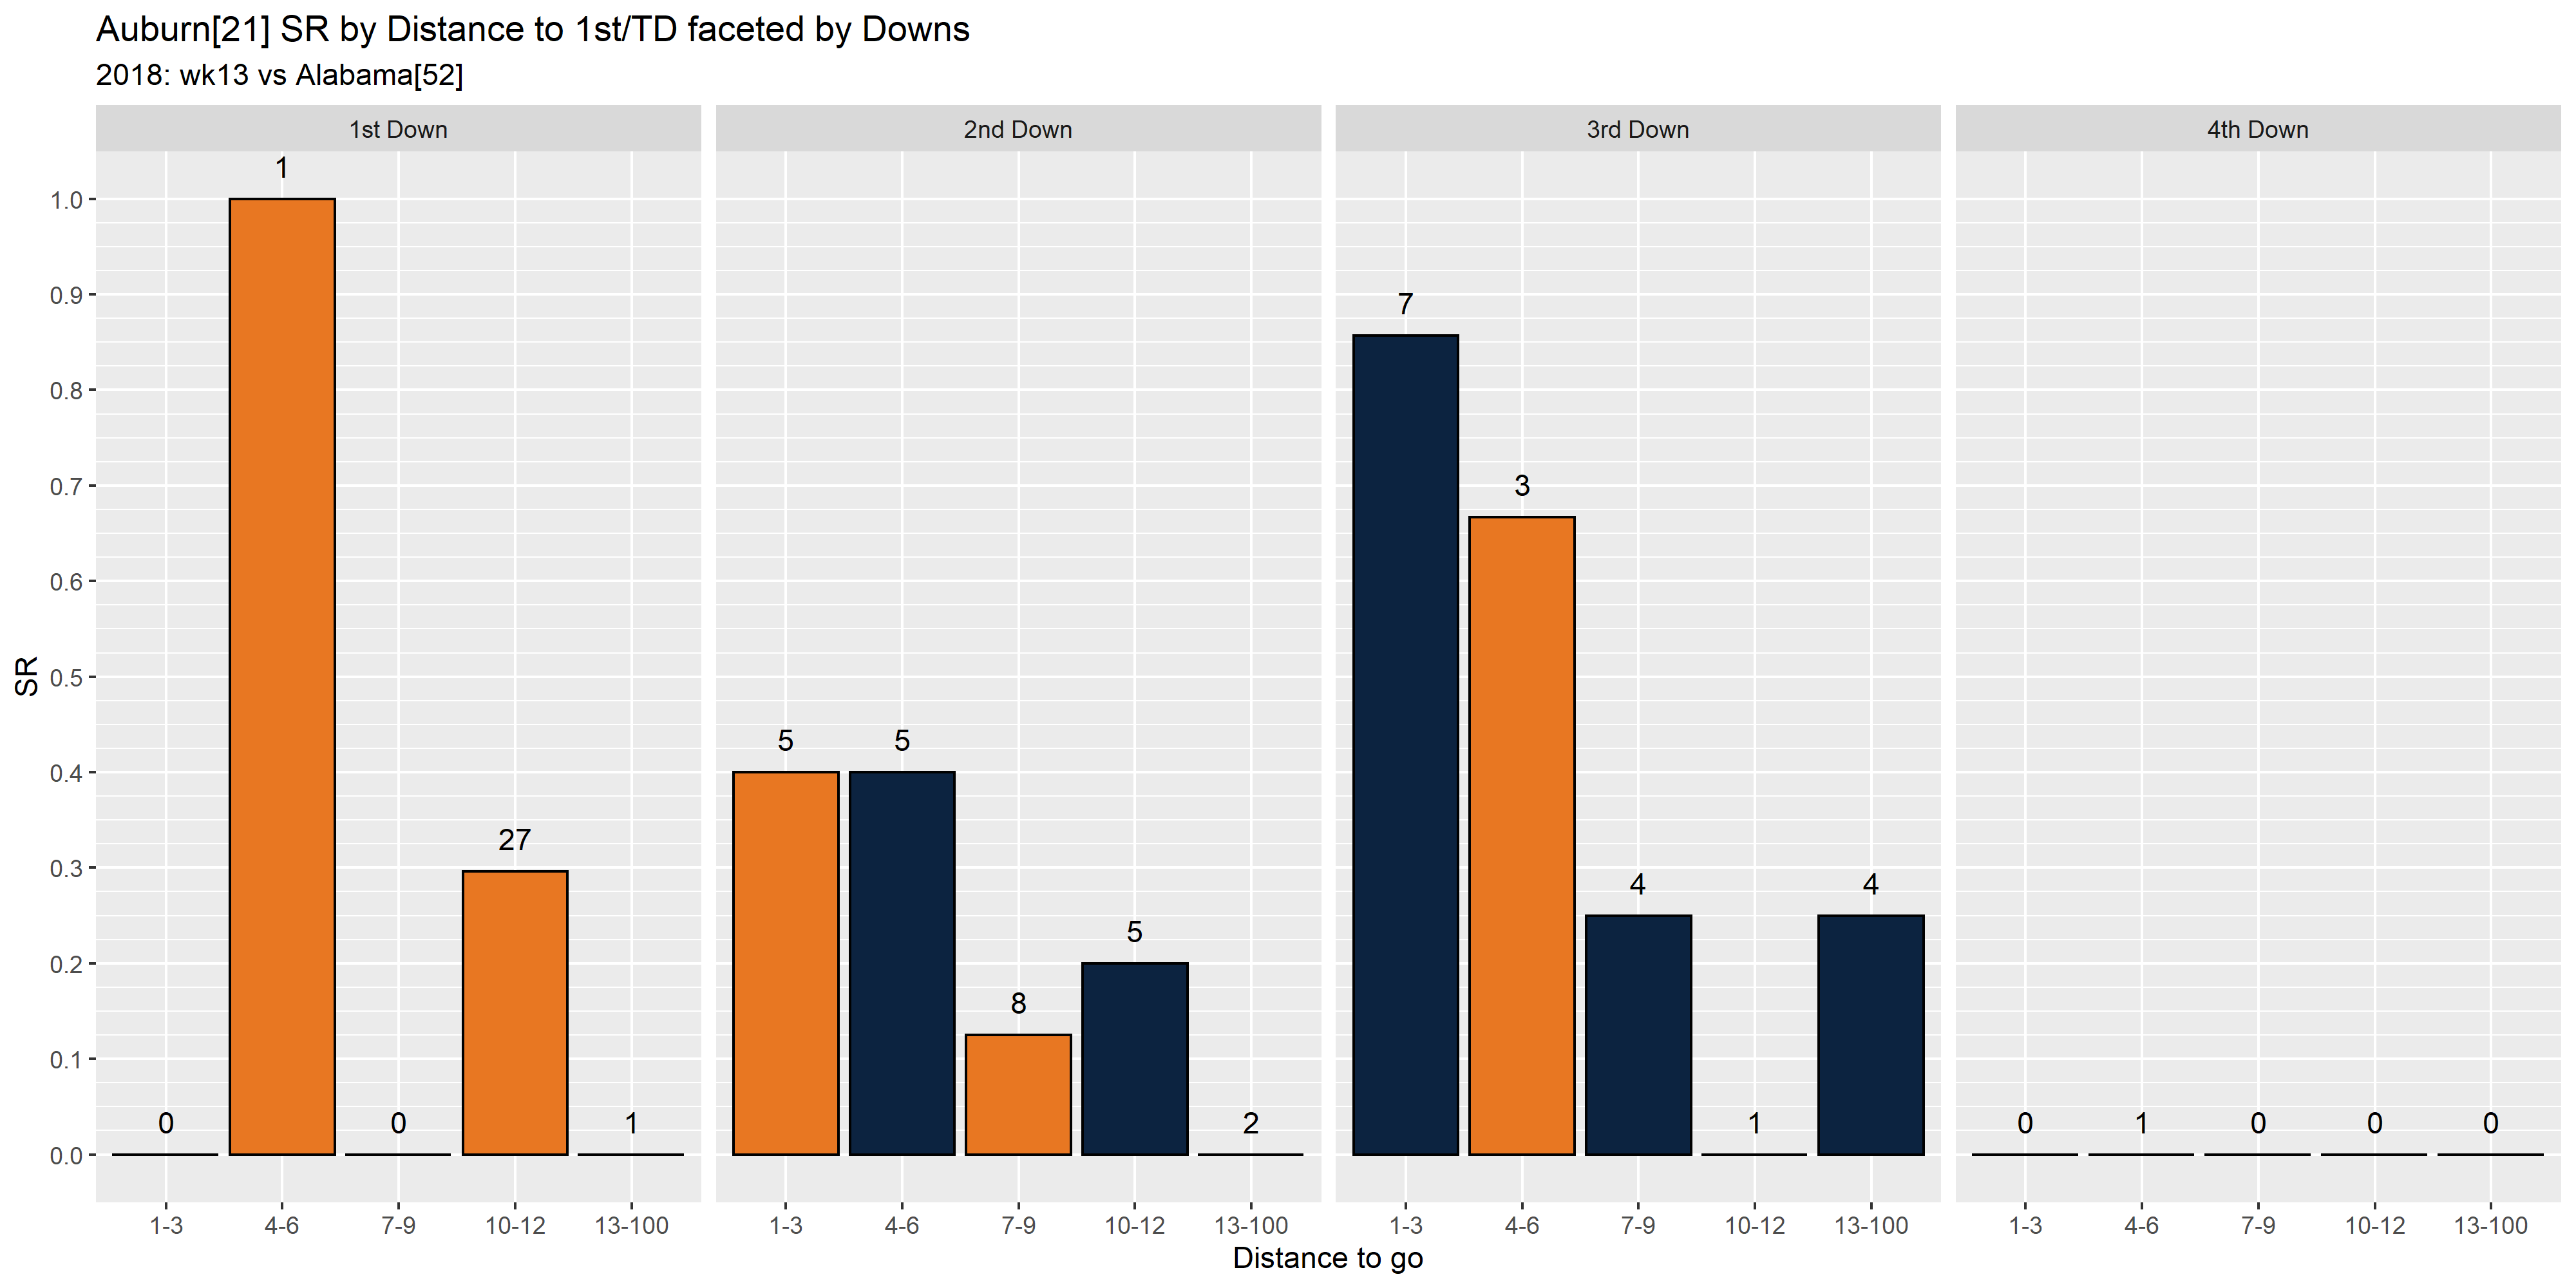 Auburn[21] SR by Distance to 1st/TD faceted by Downs
2018: wk13 vs Alabama[52]
1st Down
2nd Down
3rd Down
4th Down
SR
1.0
0.9
0.8
0.7
0.6
0.5
0.4
0.3
0.2
0.1
0.0
0
1
0
27
1
5
5
8
5
2
7
3
4
1
4
0
1
0
0
0
1-3 4-6 7-9 10-12 13-100
1-3 4-6 7-9 10-12 13-100
1-3 4-6 7-9 10-12 13-100
1-3 4-6 7-9 10-12 13-100
Distance to go